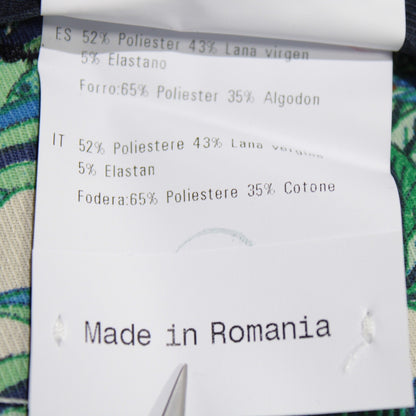 ES 52% Poliester 43% Lana virgen
5% Elastano
Forro:65% Poliester 35% Algodon
IT 52% Poliestere 43% Lana vergine
5% Elastan
Fodera:65% Poliestere 35% Cotone
Made in Romania